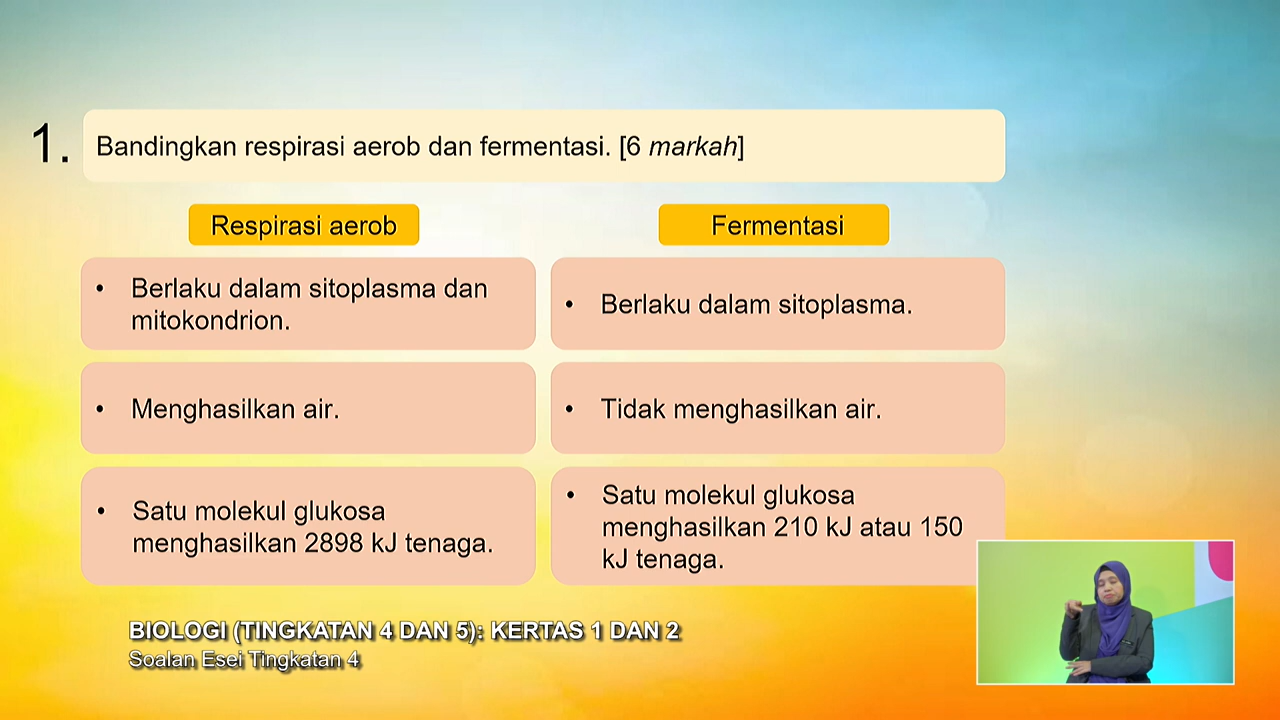 1.
Bandingkan respirasi aerob dan fermentasi. [6 markah]
Respirasi aerob
Fermentasi
• Berlaku dalam sitoplasma dan
mitokondrion.
• Berlaku dalam sitoplasma.
• Menghasilkan air.
• Tidak menghasilkan air.
• Satu molekul glukosa
menghasilkan 2898 kJ tenaga.
• Satu molekul glukosa
menghasilkan 210 kJ atau 150
kJ tenaga.
BIOLOGI (TINGKATAN 4 DAN 5): KERTAS 1 DAN 2
Soalan Esei Tingkatan 4